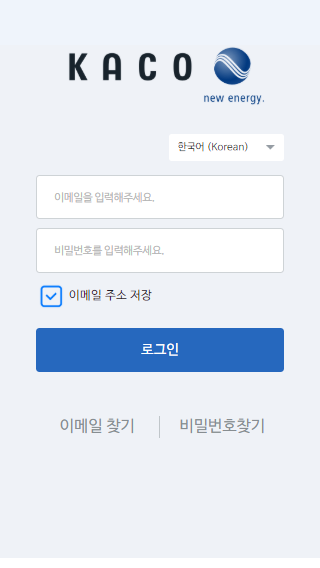 KACO
new energy.
한국어 (Korean)
이메일을 입력해주세요.
비밀번호를 입력해주세요.
이메일 주소 저장
로그인
이메일 찾기
비밀번호찾기